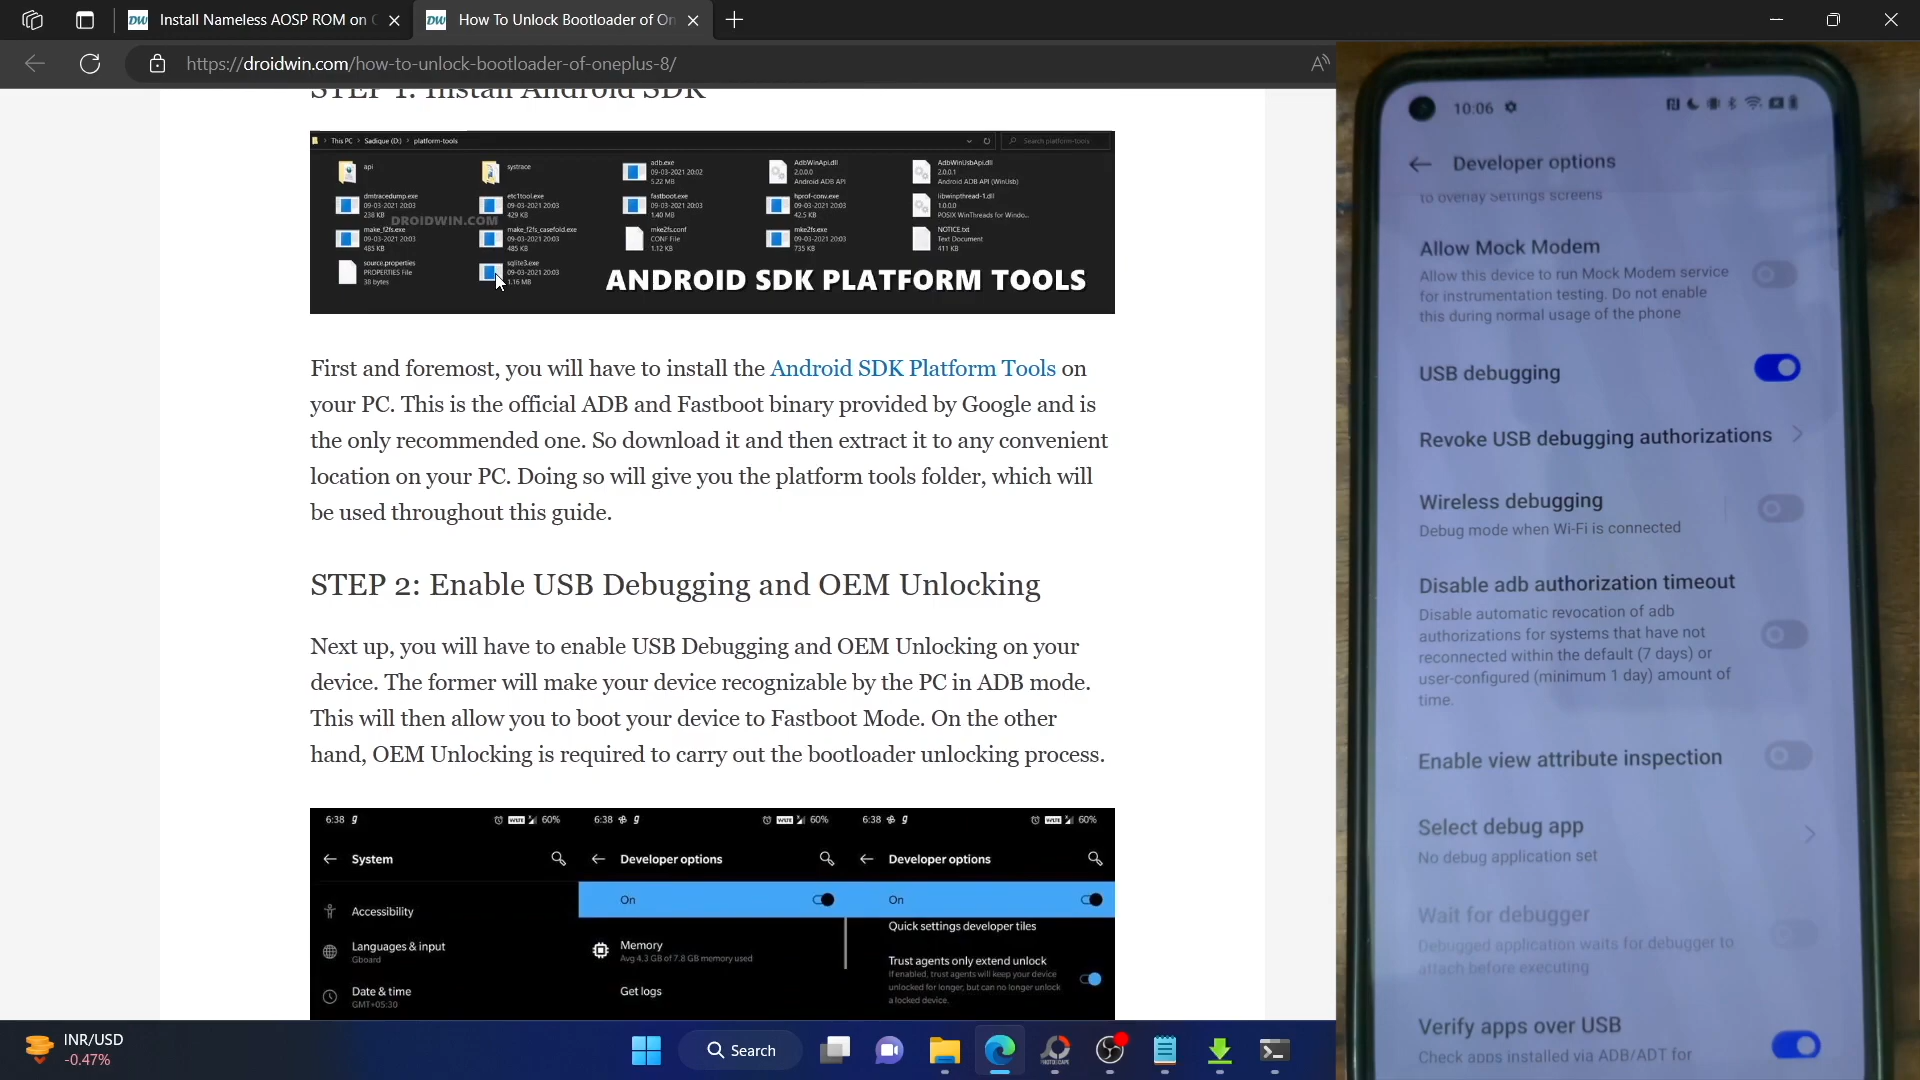 Install Nameless AOSP ROM on
How To Unlock Bootloader of On
https://droidwin.com/how-to-unlock-bootloader-of-oneplus-8/
STEP 1: Install Android SDK
This PC > Sadique (D:) > platform-tools
Search platform-tools
api
systrace
adb.exe
09-03-2021 20:02
5.22 MB
AdbWinApi.dll
2.0.0.0
Android ADB API
AdbWinUsbApi.dll
2.0.0.1
Android ADB API (WinUsb)
dmtracedump.exe
09-03-2021 20:03
238 KB
etc1tool.exe
09-03-2021 20:03
429 KB
fastboot.exe
09-03-2021 20:03
1.40 MB
hprof-conv.exe
09-03-2021 20:03
42.5 KB
libwinpthread-1.dll
1.0.0.0
POSIX WinThreads for Windo...
DROIDWIN.COM
make_f2fs.exe
09-03-2021 20:03
485 KB
make_f2fs_casefold.exe
09-03-2021 20:03
485 KB
mke2fs.conf
CONF File
1.12 KB
mke2fs.exe
09-03-2021 20:03
735 KB
NOTICE.txt
Text Document
411 KB
source.properties
PROPERTIES File
38 bytes
sqlite3.exe
09-03-2021 20:03
1.16 MB
ANDROID SDK PLATFORM TOOLS
First and foremost, you will have to install the Android SDK Platform Tools on
your PC. This is the official ADB and Fastboot binary provided by Google and is
the only recommended one. So download it and then extract it to any convenient
location on your PC. Doing so will give you the platform tools folder, which will
be used throughout this guide.
STEP 2: Enable USB Debugging and OEM Unlocking
Next up, you will have to enable USB Debugging and OEM Unlocking on your
device. The former will make your device recognizable by the PC in ADB mode.
This will then allow you to boot your device to Fastboot Mode. On the other
hand, OEM Unlocking is required to carry out the bootloader unlocking process.
6:38
60%
System
Accessibility
Languages & input
Gboard
Date & time
GMT+05:30
6:38
60%
Developer options
On
Memory
Avg 4.3 GB of 7.8 GB memory used
Get logs
6:38
60%
Developer options
On
Quick settings developer tiles
Trust agents only extend unlock
If enabled, trust agents will keep your device
unlocked for longer, but can no longer unlock
a locked device.
INR/USD
-0.47%
Search
10:06
Developer options
to overlay Settings screens
Allow Mock Modem
Allow this device to run Mock Modem service
for instrumentation testing. Do not enable
this during normal usage of the phone
USB debugging
Revoke USB debugging authorizations
Wireless debugging
Debug mode when Wi-Fi is connected
Disable adb authorization timeout
Disable automatic revocation of adb
authorizations for systems that have not
reconnected within the default (7 days) or
user-configured (minimum 1 day) amount of
time.
Enable view attribute inspection
Select debug app
No debug application set
Wait for debugger
Debugged application waits for debugger to
attach before executing
Verify apps over USB
Check apps installed via ADB/ADT for